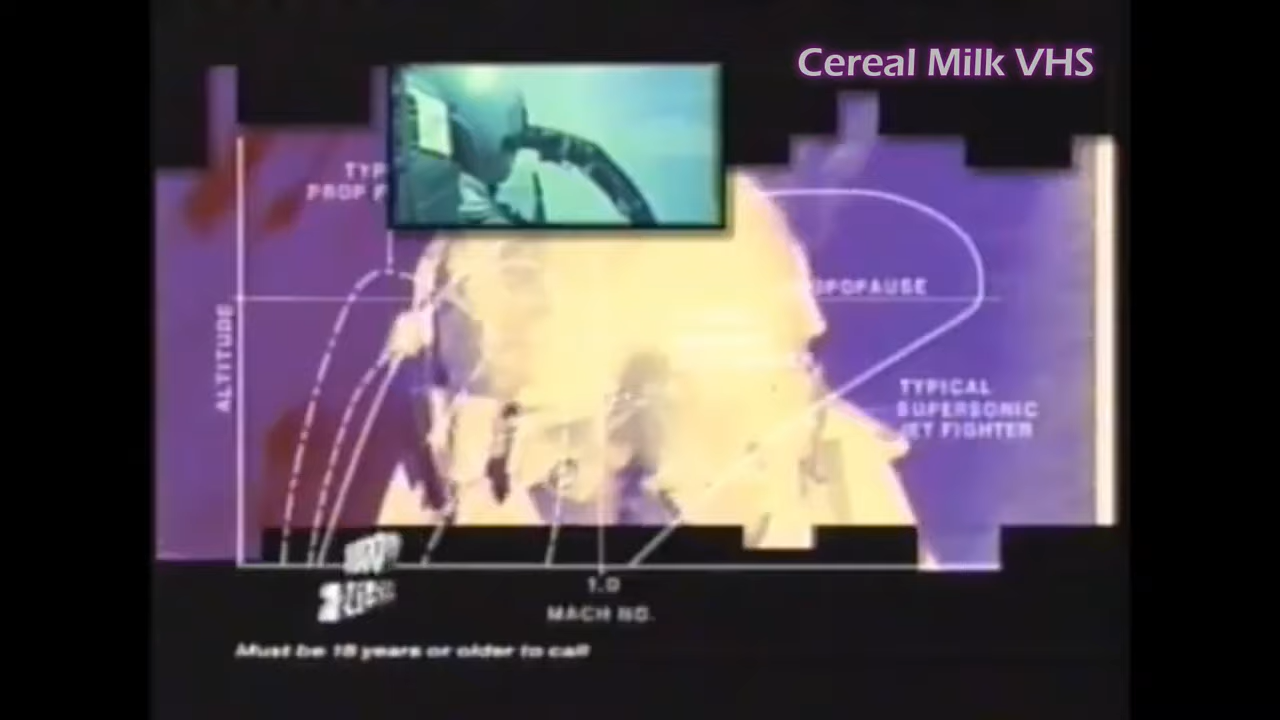 Cereal Milk VHS
TYP
PROP F
OPOPAUSE
ALTITUDE
TYPICAL
SUPERSONIC
JET FIGHTER
1.0
MACH NO.
Must be 18 years or older to call